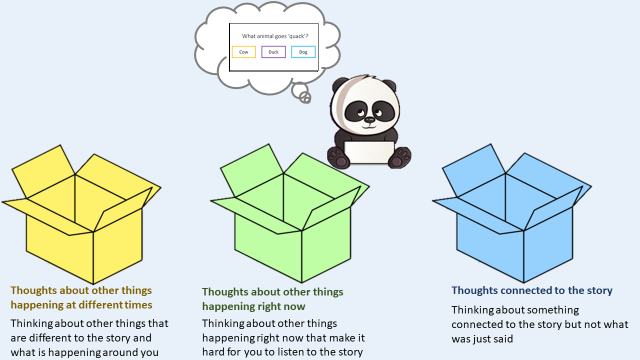 What animal goes 'quack'?
Cow Duck Dog
Thoughts about other things
happening at different times
Thinking about other things that
are different to the story and
what is happening around you
Thoughts about other things
happening right now
Thinking about other things
happening right now that make it
hard for you to listen to the story
Thoughts connected to the story
Thinking about something
connected to the story but not what
was just said